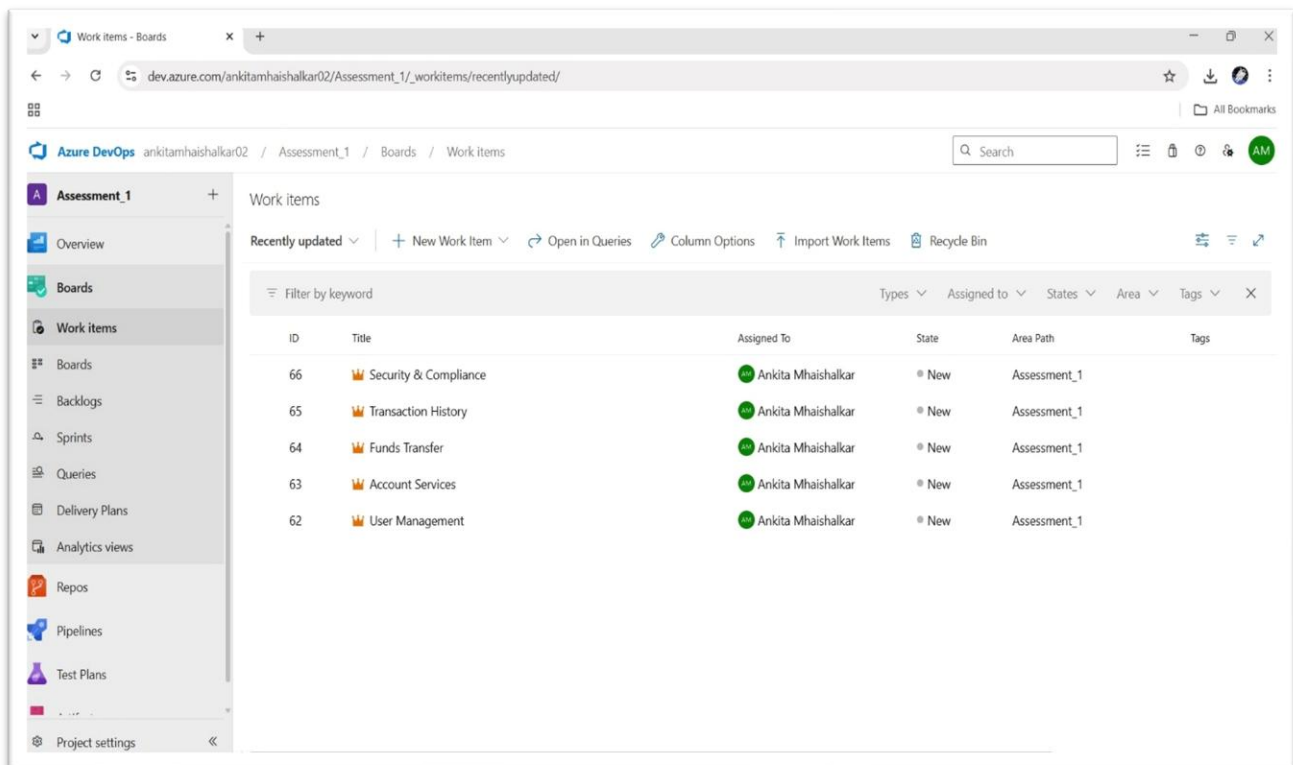 Work items - Boards
dev.azure.com/ankitamhaishalkar02/Assessment_1/_workitems/recentlyupdated/
All Bookmarks
Azure DevOps ankitamhaishalkar02 / Assessment_1 / Boards / Work items
Search
AM
A Assessment_1
Overview
Boards
Work items
Boards
Backlogs
Sprints
Queries
Delivery Plans
Analytics views
Repos
Pipelines
Test Plans
Project settings
Work items
Recently updated New Work Item Open in Queries Column Options Import Work Items Recycle Bin
Filter by keyword Types Assigned to States Area Tags
ID Title Assigned To State Area Path Tags
66 Security & Compliance AM Ankita Mhaishalkar New Assessment_1
65 Transaction History AM Ankita Mhaishalkar New Assessment_1
64 Funds Transfer AM Ankita Mhaishalkar New Assessment_1
63 Account Services AM Ankita Mhaishalkar New Assessment_1
62 User Management AM Ankita Mhaishalkar New Assessment_1